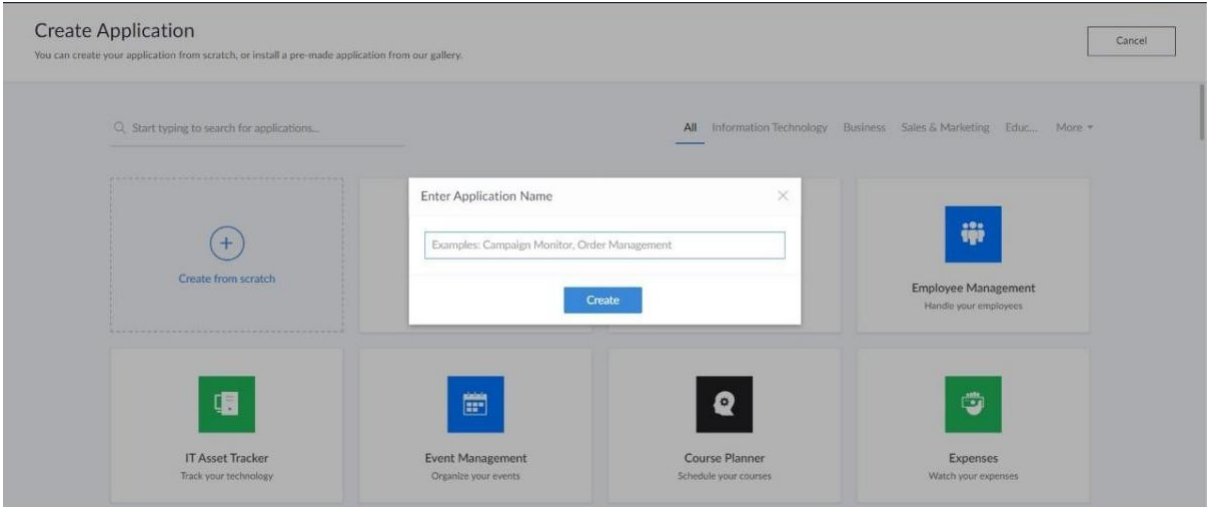 Create Application
You can create your application from scratch, or install a pre-made application from our gallery.
Cancel
Start typing to search for applications...
All Information Technology Business Sales & Marketing Educ... More
Enter Application Name
Examples: Campaign Monitor, Order Management
Create
Create from scratch
Employee Management
Handle your employees
IT Asset Tracker
Track your technology
Event Management
Organize your events
Course Planner
Schedule your courses
Expenses
Watch your expenses